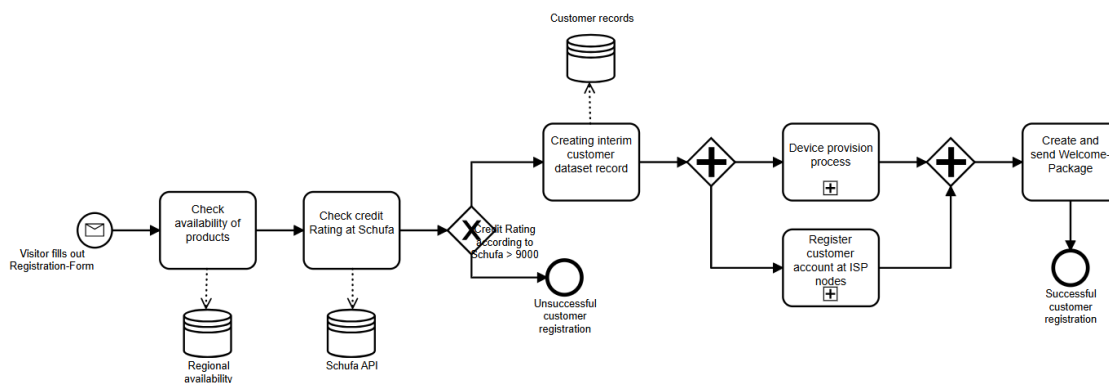 Customer records
Creating interim
customer
dataset record
Device provision
process
Create and
send Welcome-
Package
Check
availability of
products
Check credit
Rating at Schufa
Credit Rating
according to
Schufa > 9000
Visitor fills out
Registration-Form
Register
customer
account at ISP
nodes
Unsuccessful
customer
registration
Successful
customer
registration
Regional
availability
Schufa API